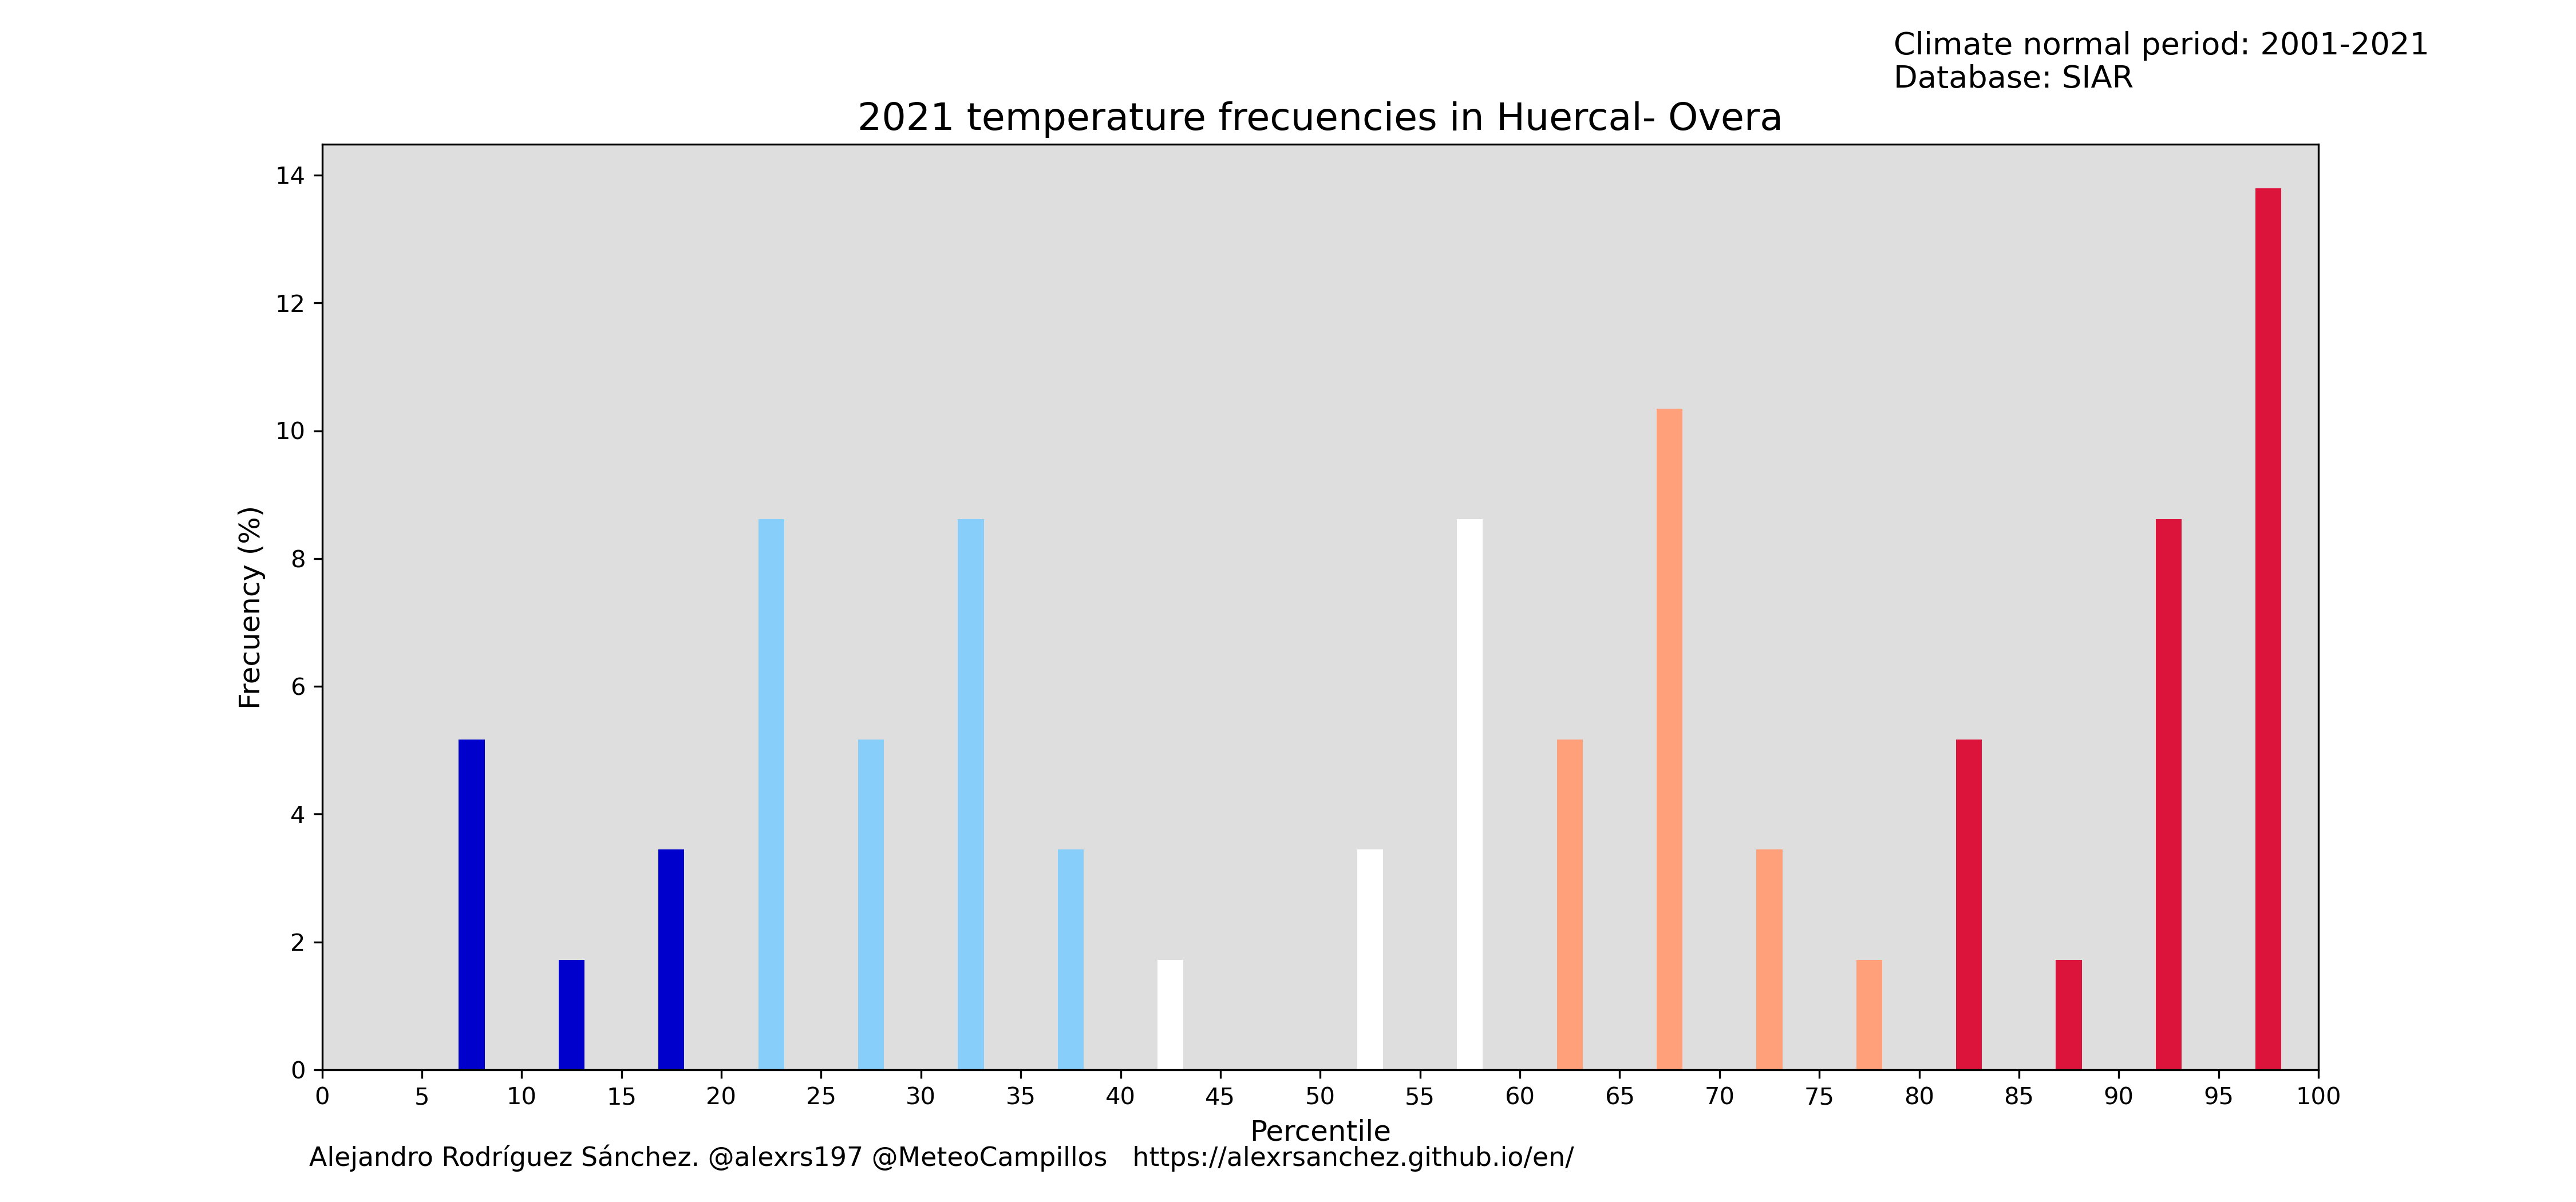 Climate normal period: 2001-2021
Database: SIAR
2021 temperature frecuencies in Huercal- Overa
14
12
10
8
6
4
2
0
Frecuency (%)
0 5 10 15 20 25 30 35 40 45 50 55 60 65 70 75 80 85 90 95 100
Percentile
Alejandro Rodríguez Sánchez. @alexrs197 @MeteoCampillos https://alexrsanchez.github.io/en/